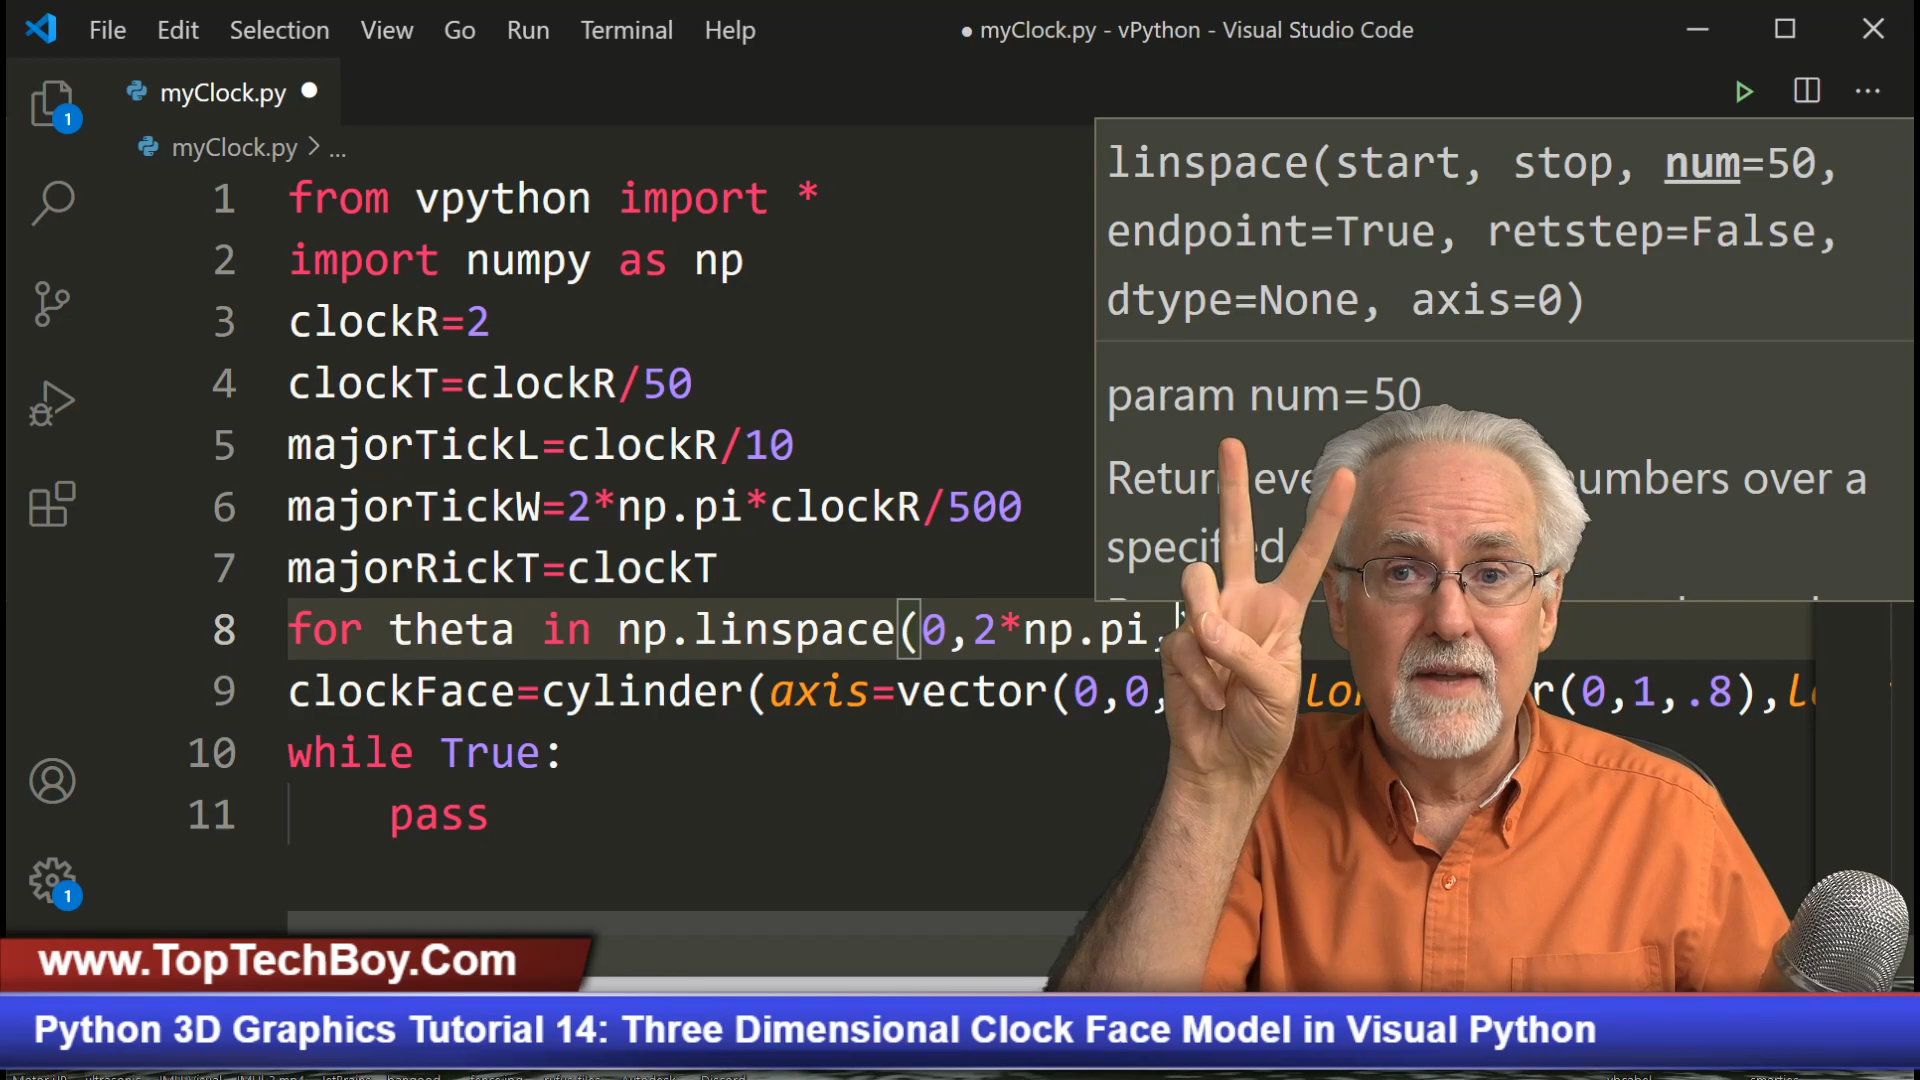 File Edit Selection View Go Run Terminal Help
● myClock.py - vPython - Visual Studio Code
myClock.py
myClock.py > ...
1 from vpython import *
2 import numpy as np
3 clockR=2
4 clockT=clockR/50
5 majorTickL=clockR/10
6 majorTickW=2*np.pi*clockR/500
7 majorRickT=clockT
8 for theta in np.linspace(0,2*np.pi,
9 clockFace=cylinder(axis=vector(0,0, (0,1,.8),
10 while True:
11 pass
linspace(start, stop, num=50,
endpoint=True, retstep=False,
dtype=None, axis=0)
param num=50
over a
1
1
www.TopTechBoy.Com
Python 3D Graphics Tutorial 14: Three Dimensional Clock Face Model in Visual Python